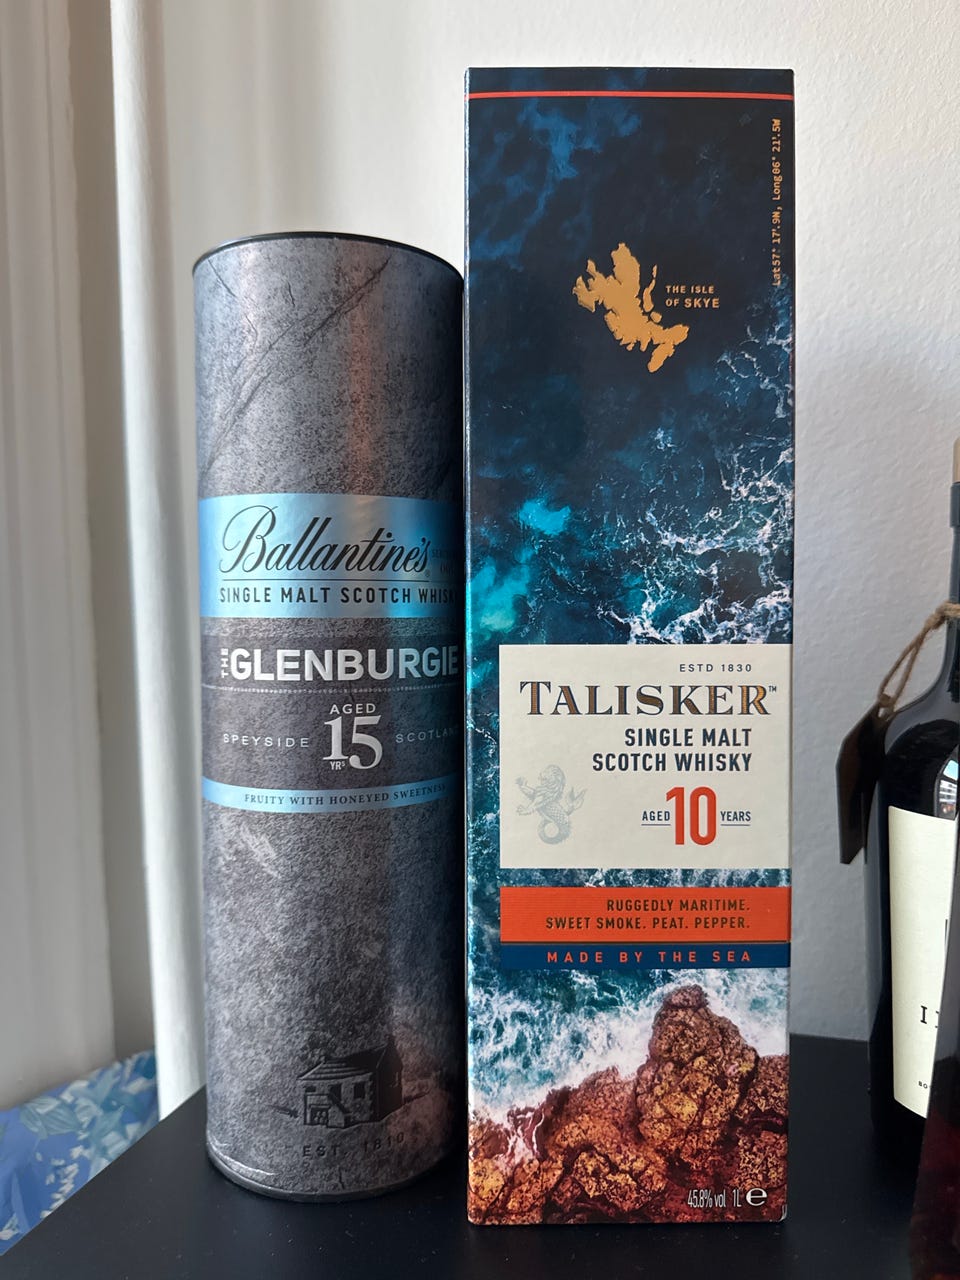 Ballantine's
SINGLE MALT SCOTCH WHISKY
THE GLENBURGIE
AGED
15
YRS
SPEYSIDE SCOTLAND
FRUITY WITH HONEYED SWEETNESS
EST. 1810
Lat57° 17'.9N, Long06° 21'.5W
THE ISLE
OF SKYE
ESTD 1830
TALISKER™
SINGLE MALT
SCOTCH WHISKY
AGED 10 YEARS
RUGGEDLY MARITIME.
SWEET SMOKE. PEAT. PEPPER.
MADE BY THE SEA
45.8% vol 1L e